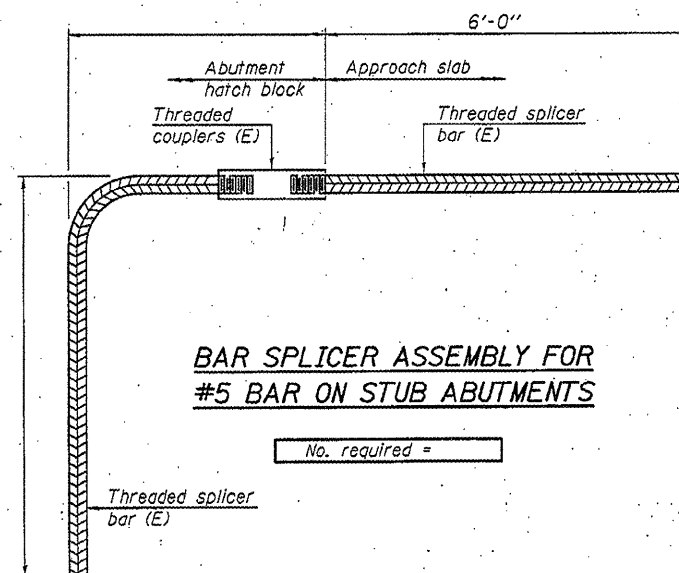 6'-0"
Abutment
hatch block
Approach slab
Threaded
couplers (E)
Threaded splicer
bar (E)
BAR SPLICER ASSEMBLY FOR
#5 BAR ON STUB ABUTMENTS
No. required =
Threaded splicer
bar (E)